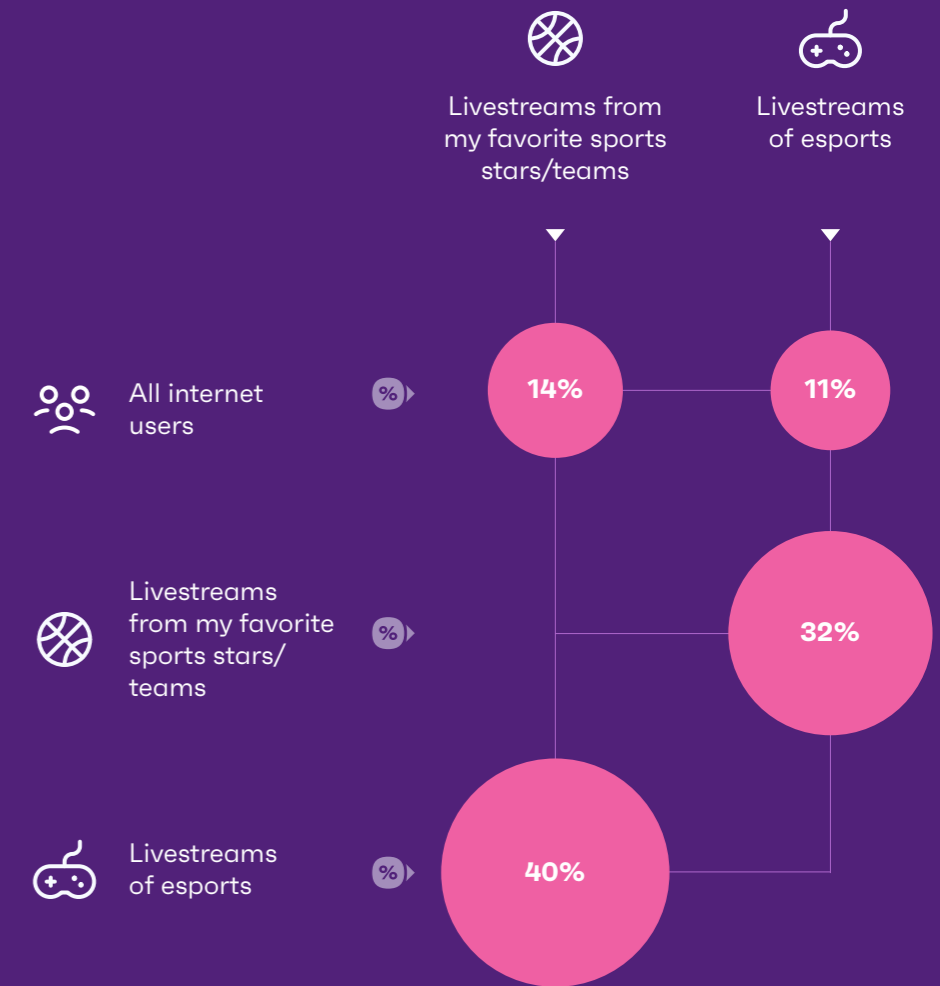 Livestreams from
my favorite sports
stars/teams
Livestreams
of esports
All internet
users
%
14%
11%
Livestreams
from my favorite
sports stars/
teams
%
32%
Livestreams
of esports
%
40%